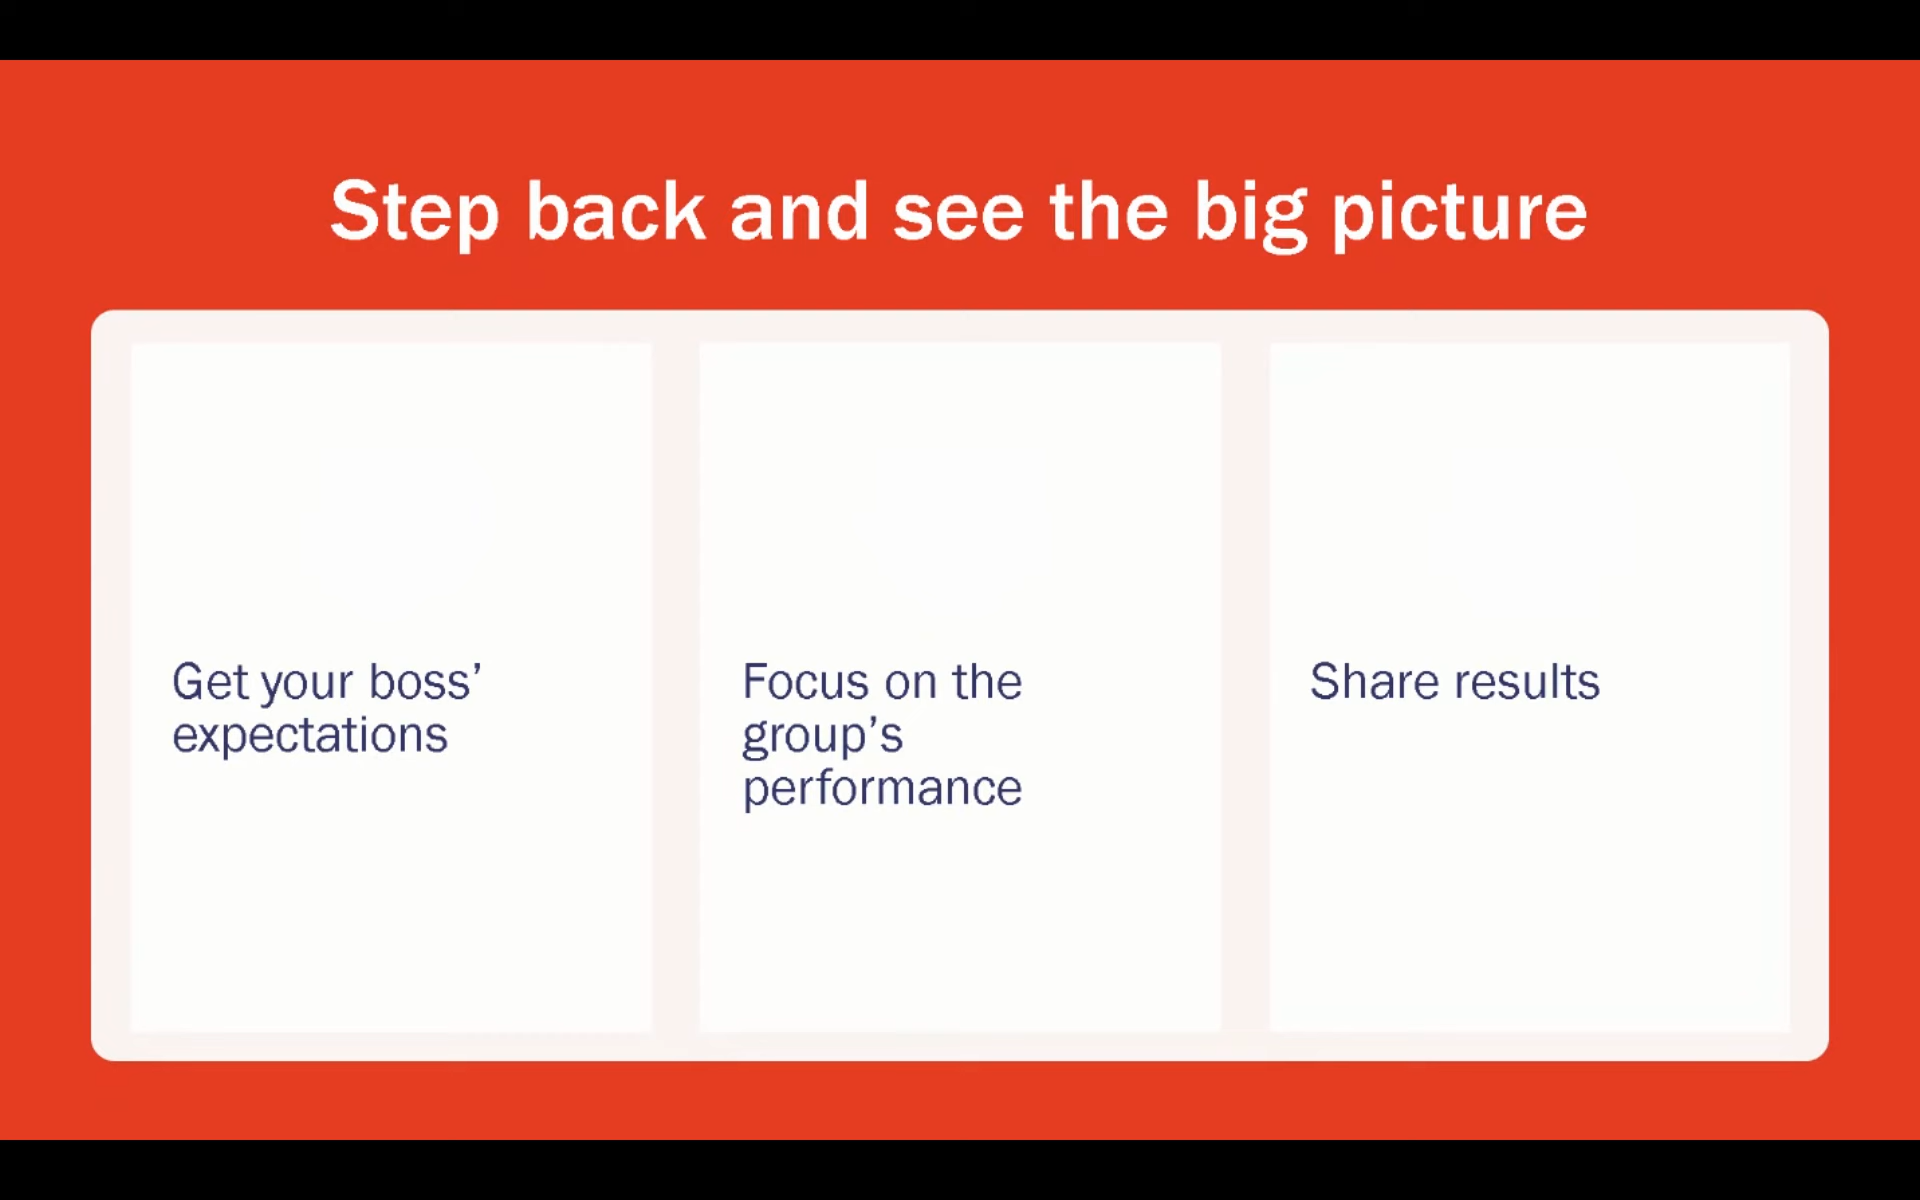 Step back and see the big picture
Get your boss’
expectations
Focus on the
group’s
performance
Share results